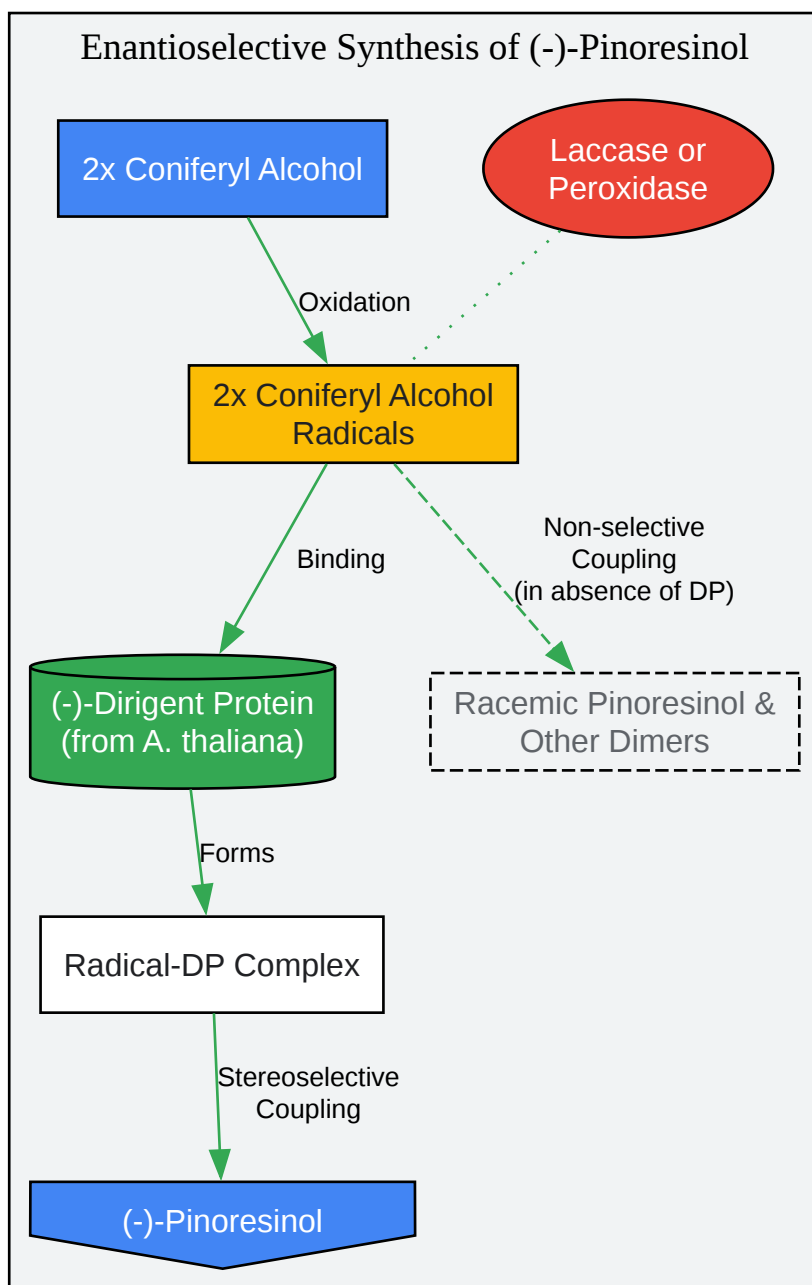 Enantioselective Synthesis of (-)-Pinoresinol
2x Coniferyl Alcohol
Laccase or
Peroxidase
Oxidation
2x Coniferyl Alcohol
Radicals
Binding
Non-selective
Coupling
(in absence of DP)
(-)-Dirigent Protein
(from A. thaliana)
Racemic Pinoresinol &
Other Dimers
Forms
Radical-DP Complex
Stereoselective
Coupling
(-)-Pinoresinol